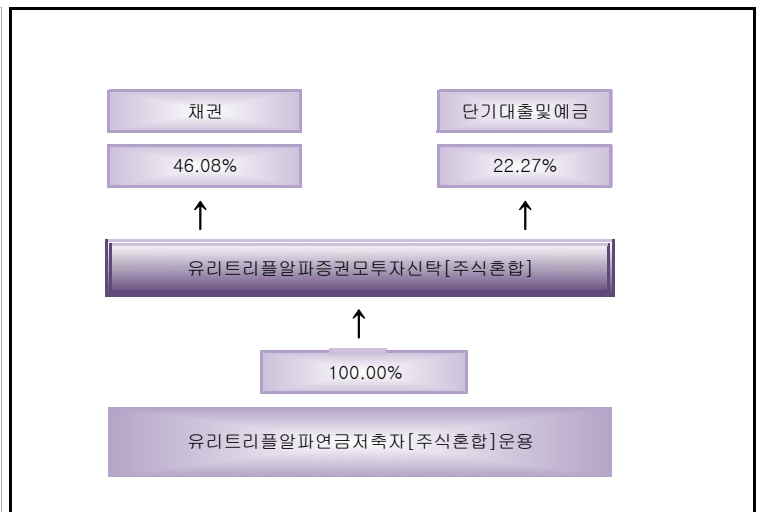 채권
단기대출및예금
46.08%
22.27%
유리트리플알파증권모투자신탁[주식혼합]
100.00%
유리트리플알파연금저축자[주식혼합]운용